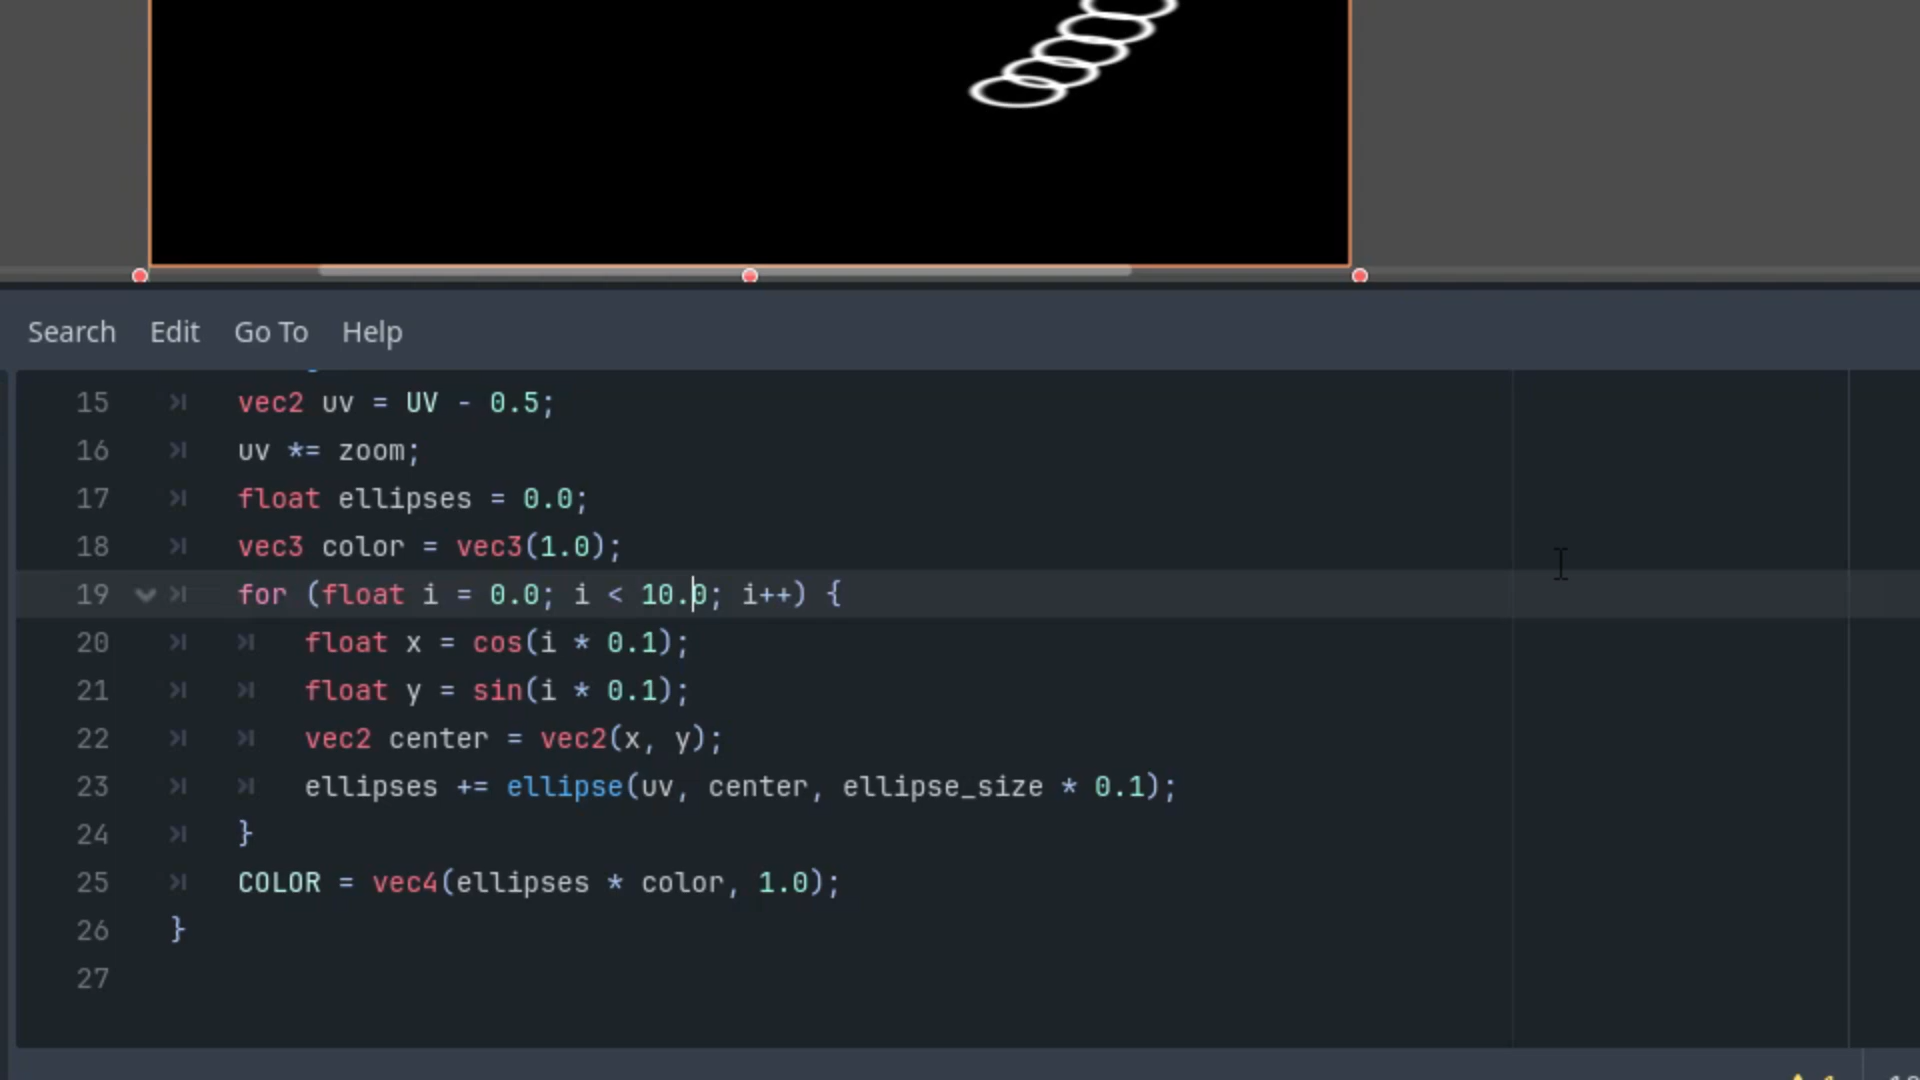 Search Edit Go To Help
15 vec2 uv = UV - 0.5;
16 uv *= zoom;
17 float ellipses = 0.0;
18 vec3 color = vec3(1.0);
19 for (float i = 0.0; i < 10.0; i++) {
20 float x = cos(i * 0.1);
21 float y = sin(i * 0.1);
22 vec2 center = vec2(x, y);
23 ellipses += ellipse(uv, center, ellipse_size * 0.1);
24 }
25 COLOR = vec4(ellipses * color, 1.0);
26 }
27